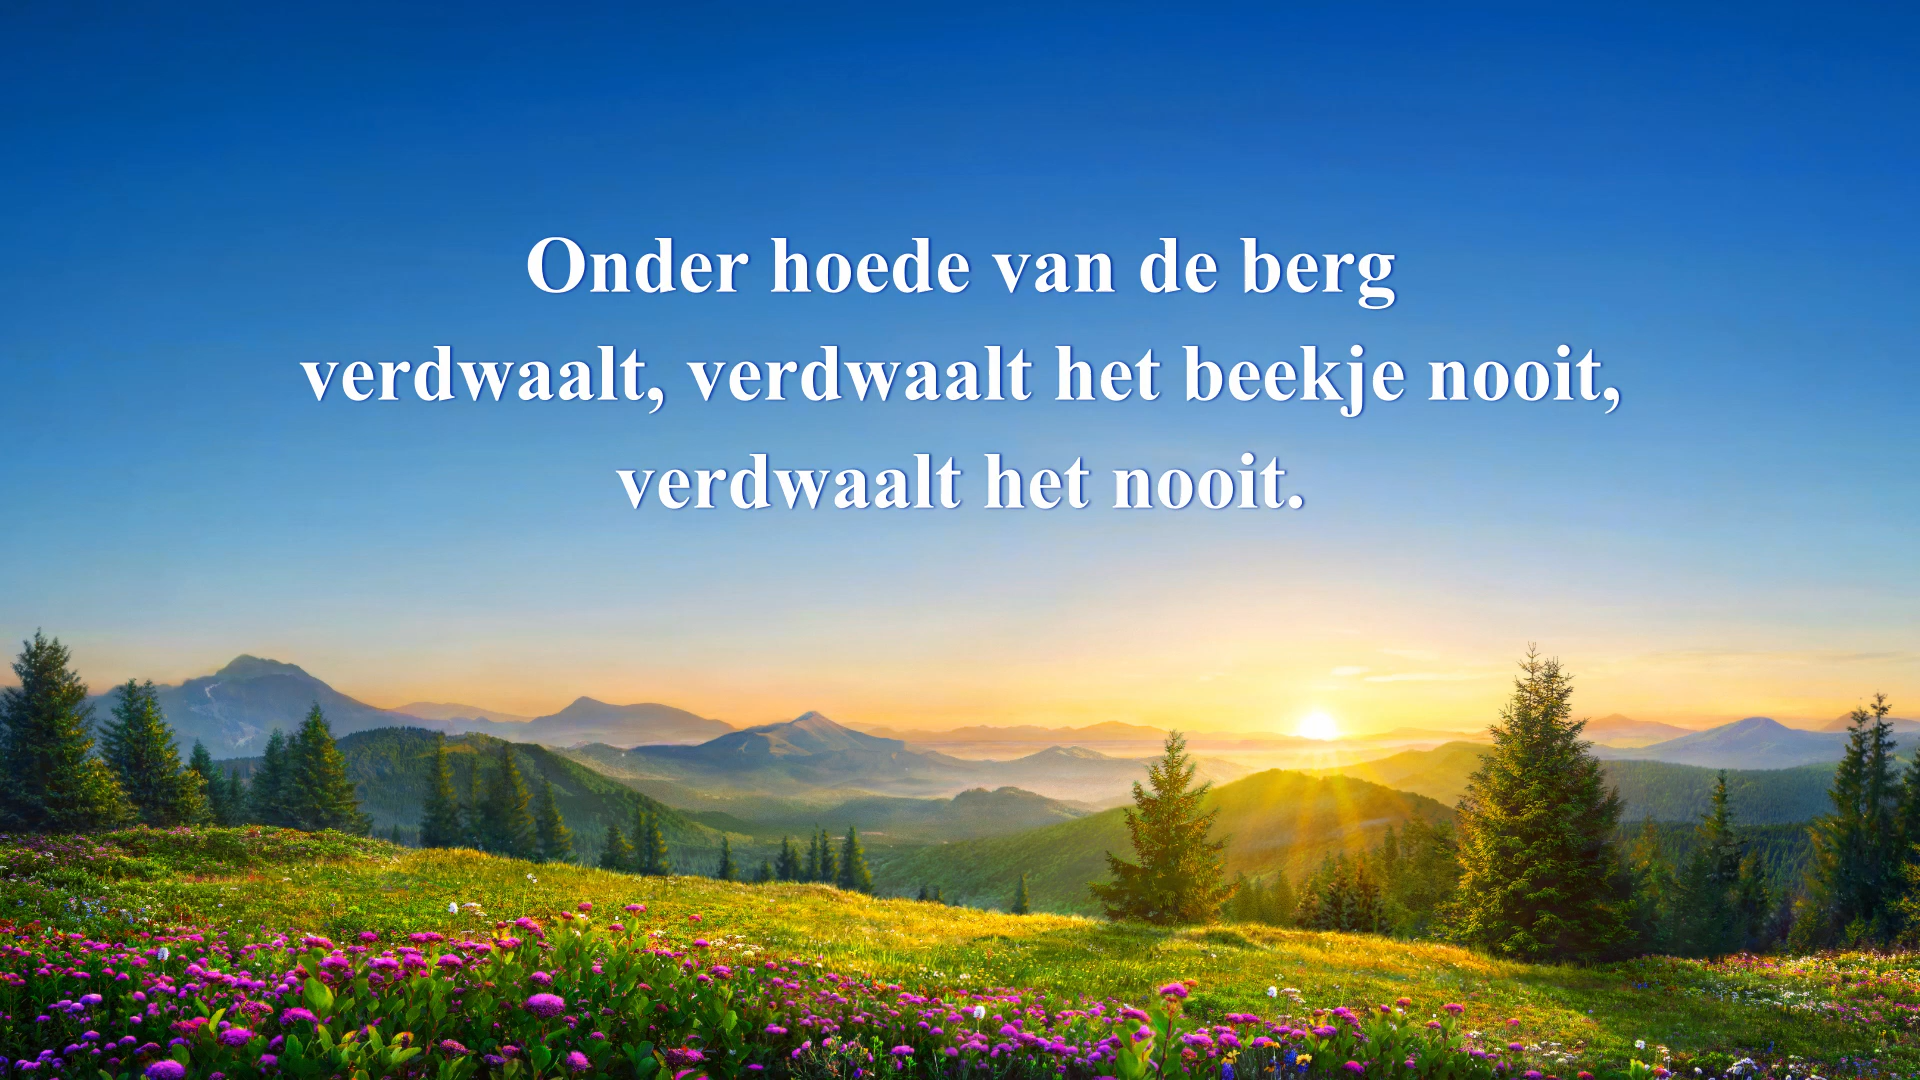 Onder hoede van de berg
verdwaalt, verdwaalt het beekje nooit,
verdwaalt het nooit.